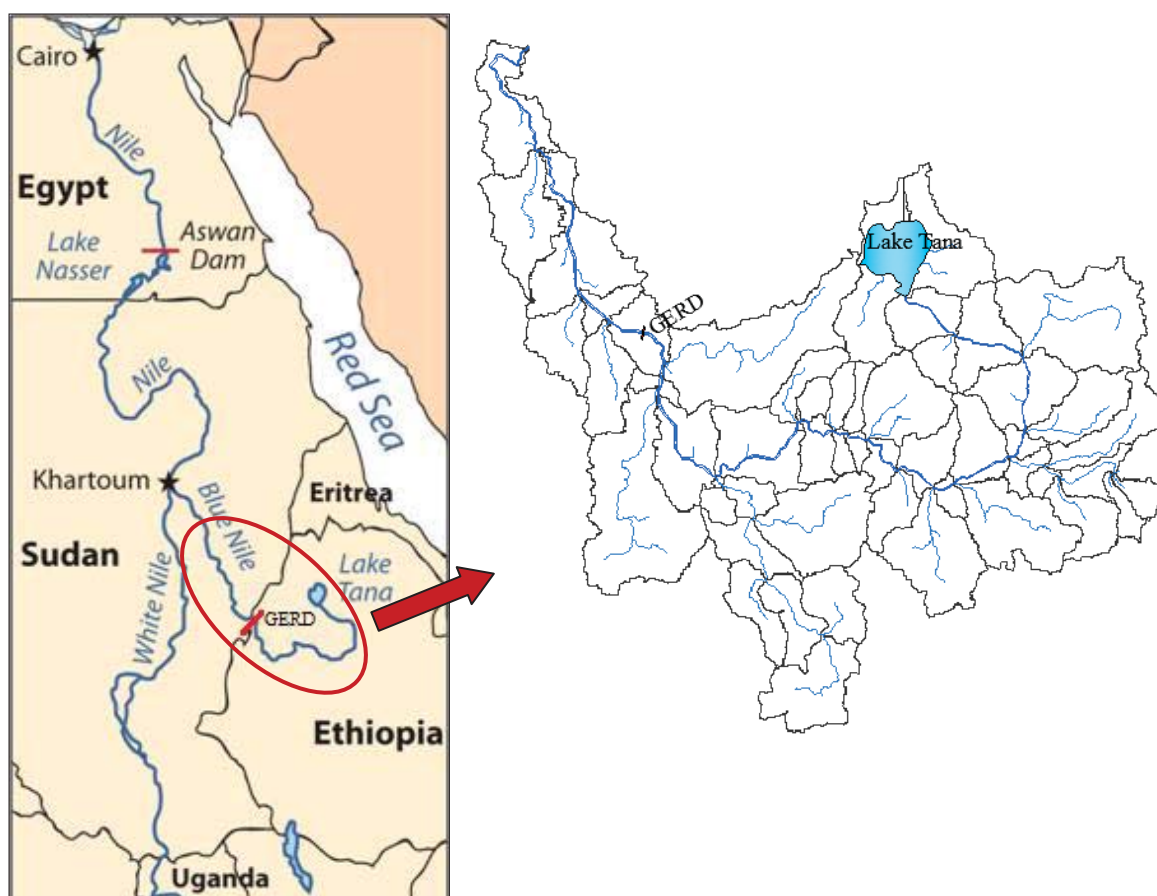 Cairo
Nile
Egypt
Lake
Nasser
Aswan
Dam
Red Sea
Nile
Khartoum
Blue Nile
Eritrea
Sudan
White Nile
Lake
Tana
GERD
Ethiopia
Uganda
Lake Tana
GERD